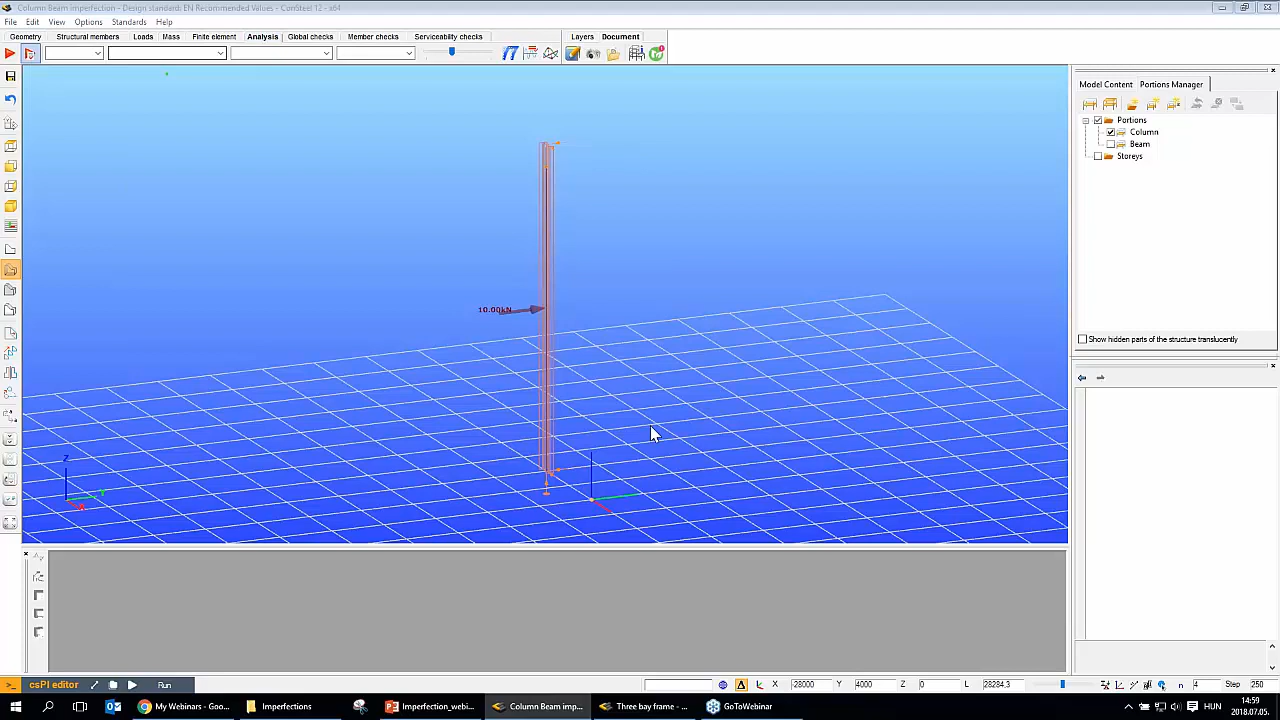 Column Beam imperfection - Design standard: EN Recommended Values - ConSteel 12 - x64
File Edit View Options Standards Help
Geometry Structural members Loads Mass Finite element Analysis Global checks Member checks Serviceability checks Layers Document
Model Content Portions Manager
Portions
Column
Beam
Storeys
10.00kN
Show hidden parts of the structure translucently
Z
Y
X
csPI editor Run
X -28000 Y 4000 Z 0 L 28284,3 n 4 Step 250
My Webinars - Goo... Imperfections Imperfection_webi... Column Beam imp... Three bay frame - ... GoToWebinar
HUN
14:59
2018.07.05.